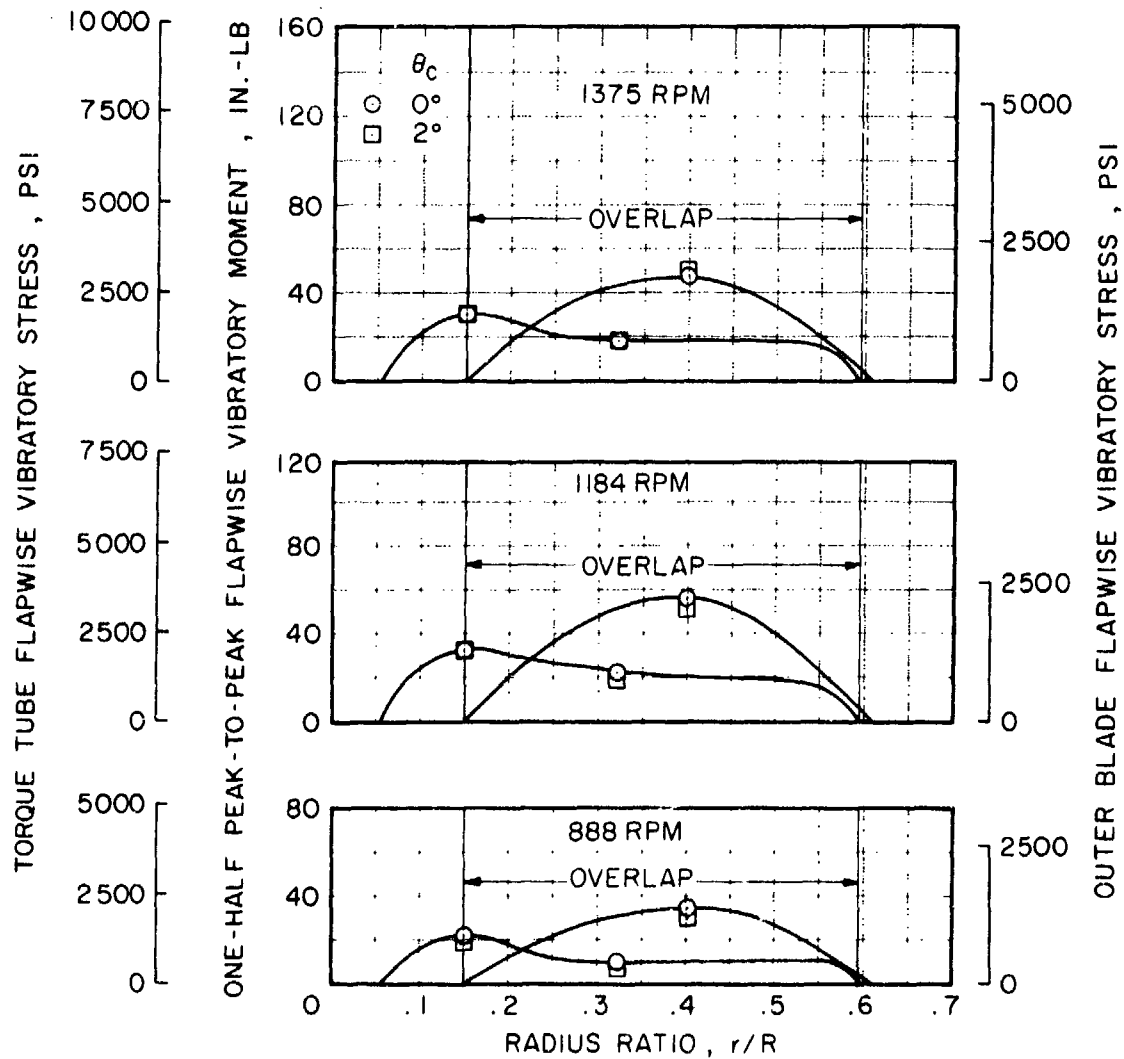 TORQUE TUBE FLAPWISE VIBRATORY STRESS , PSI
ONE-HALF PEAK-TO-PEAK FLAPWISE VIBRATORY MOMENT , IN.-LB
OUTER BLADE FLAPWISE VIBRATORY STRESS , PSI
10000
7500
5000
2500
0
160
120
80
40
0
θC
0°
2°
1375 RPM
OVERLAP
5000
2500
0
7500
5000
2500
0
120
80
40
0
1184 RPM
OVERLAP
2500
0
5000
2500
0
80
40
888 RPM
OVERLAP
2500
0
0 .1 .2 .3 .4 .5 .6 .7
RADIUS RATIO , r/R